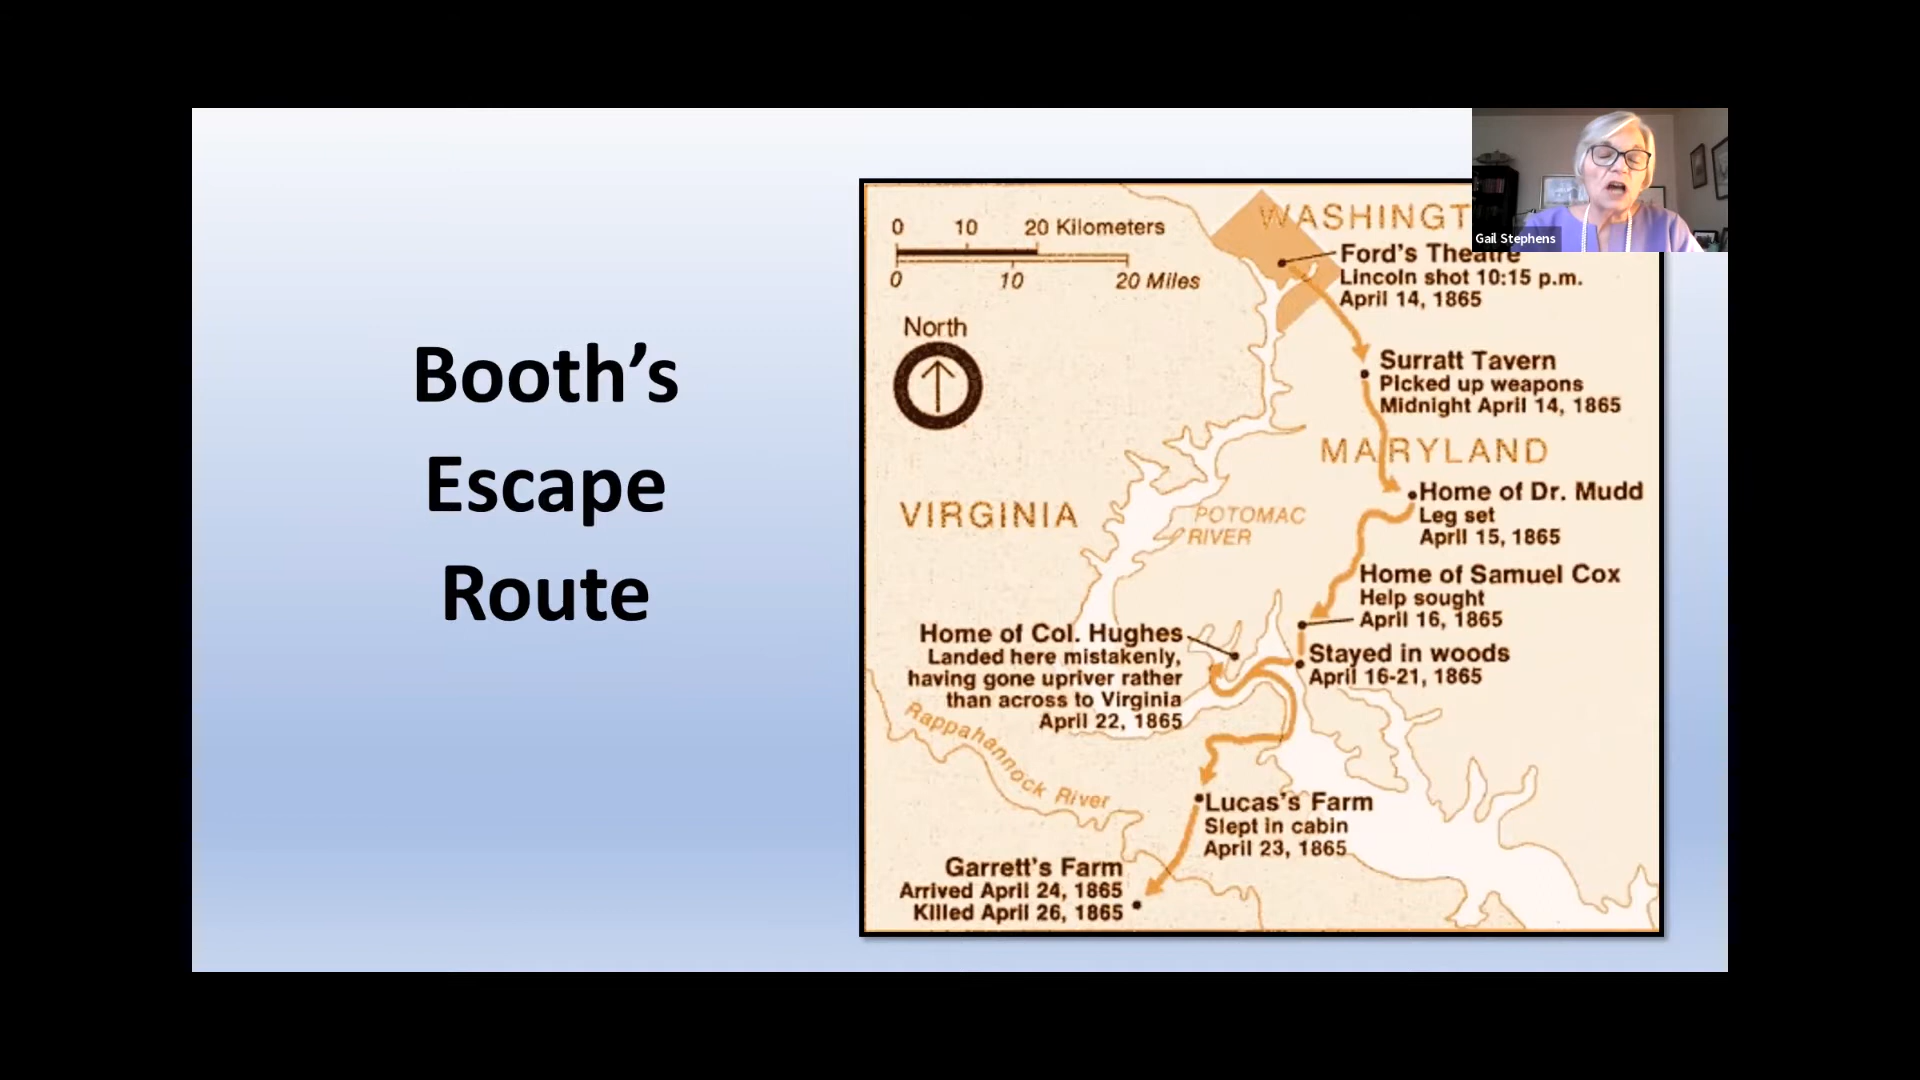 Booth’s
Escape
Route
0 10 20 Kilometers
0 10 20 Miles
North
WASHINGT
Ford's Theatre
Lincoln shot 10:15 p.m.
April 14, 1865
Surratt Tavern
Picked up weapons
Midnight April 14, 1865
MARYLAND
VIRGINIA
POTOMAC
RIVER
Home of Dr. Mudd
Leg set
April 15, 1865
Home of Samuel Cox
Help sought
April 16, 1865
Stayed in woods
April 16-21, 1865
Home of Col. Hughes
Landed here mistakenly,
having gone upriver rather
than across to Virginia
April 22, 1865
Rappahannock River
Lucas's Farm
Slept in cabin
April 23, 1865
Garrett's Farm
Arrived April 24, 1865
Killed April 26, 1865
Gail Stephens